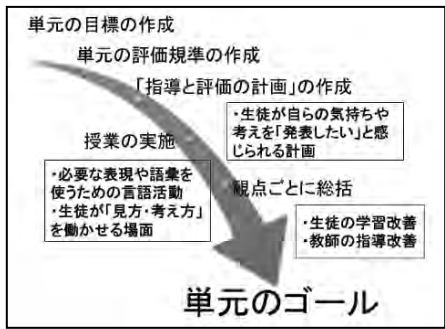 単元の目標の作成
単元の評価規準の作成
「指導と評価の計画」の作成
・生徒が自らの気持ちや
考えを「発表したい」と感
じられる計画
授業の実施
・必要な表現や語彙を
使うための言語活動
・生徒が「見方・考え方」
を働かせる場面
観点ごとに総括
・生徒の学習改善
・教師の指導改善
単元のゴール